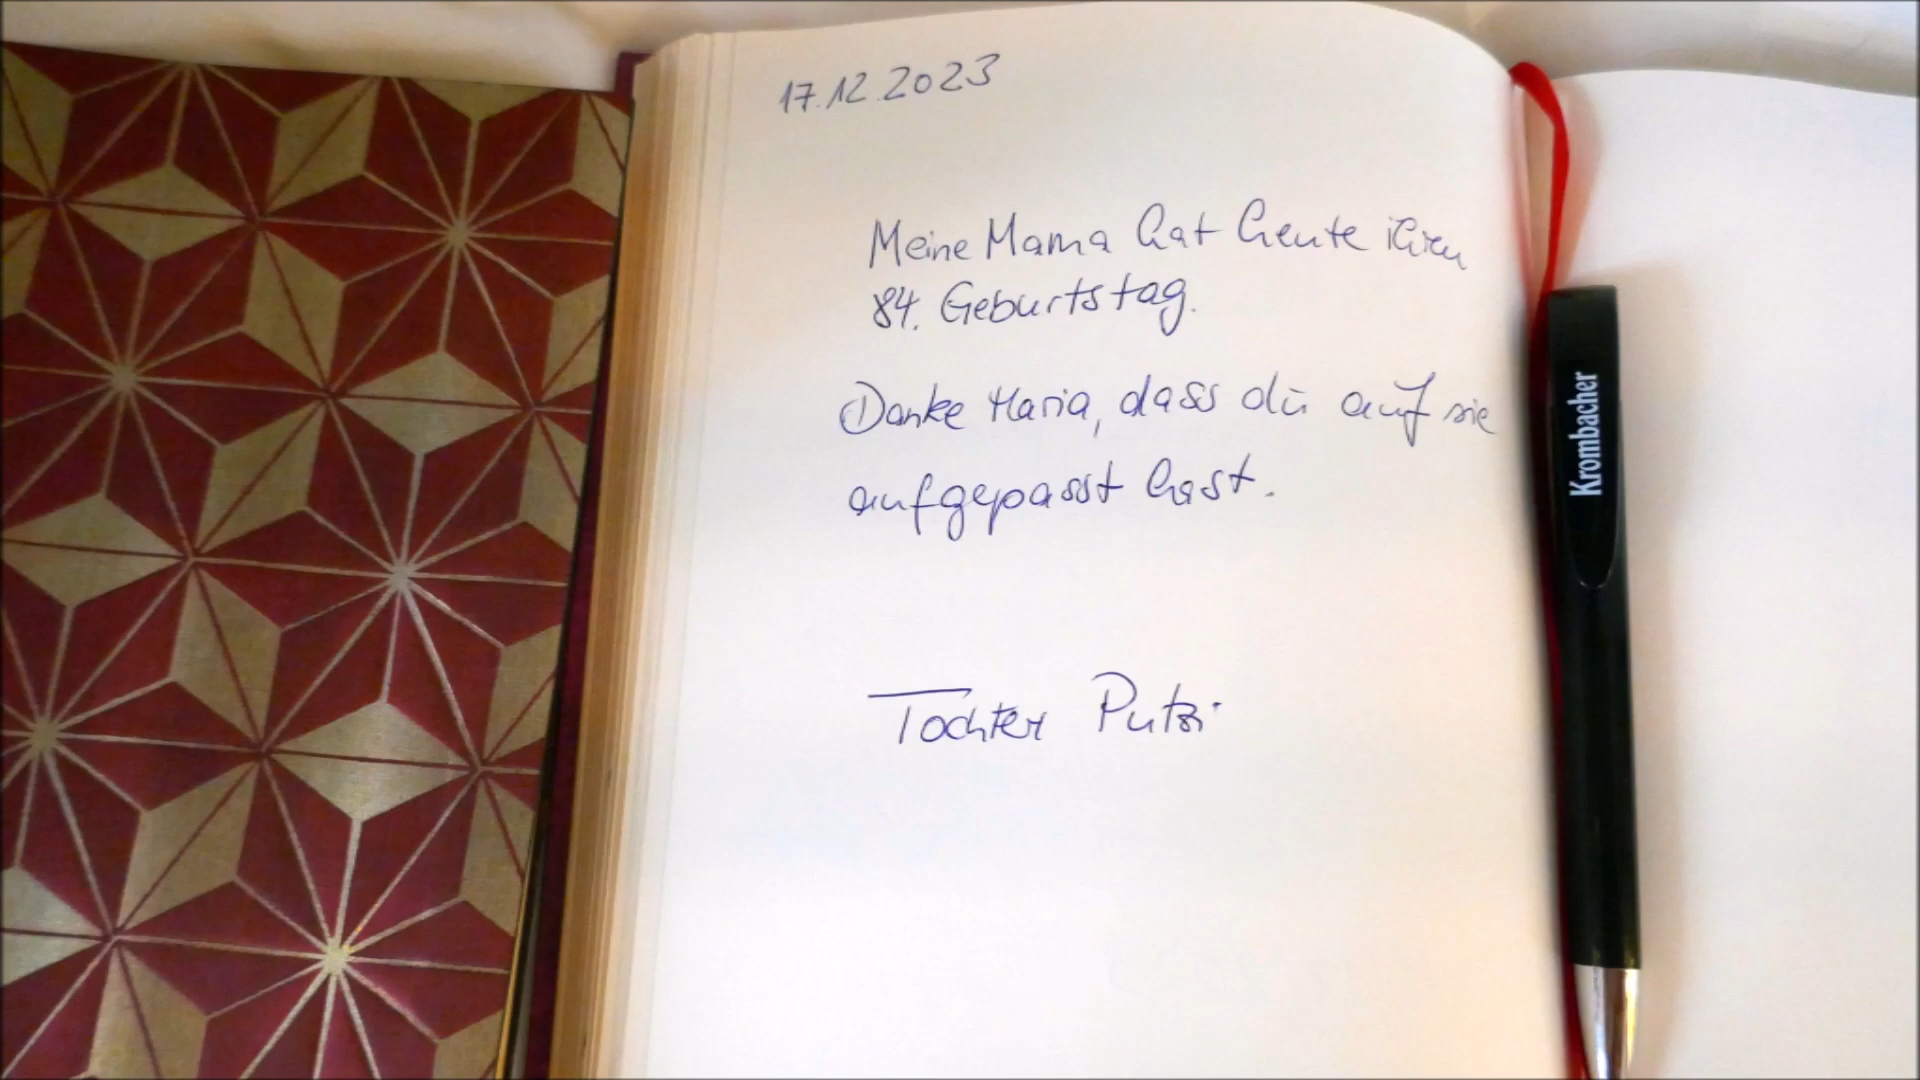 17.12.2023
Meine Mama hat heute ihren
84. Geburtstag.
Danke Maria, dass du auf sie
aufgepasst hast.
Tochter Putzi
Krombacher